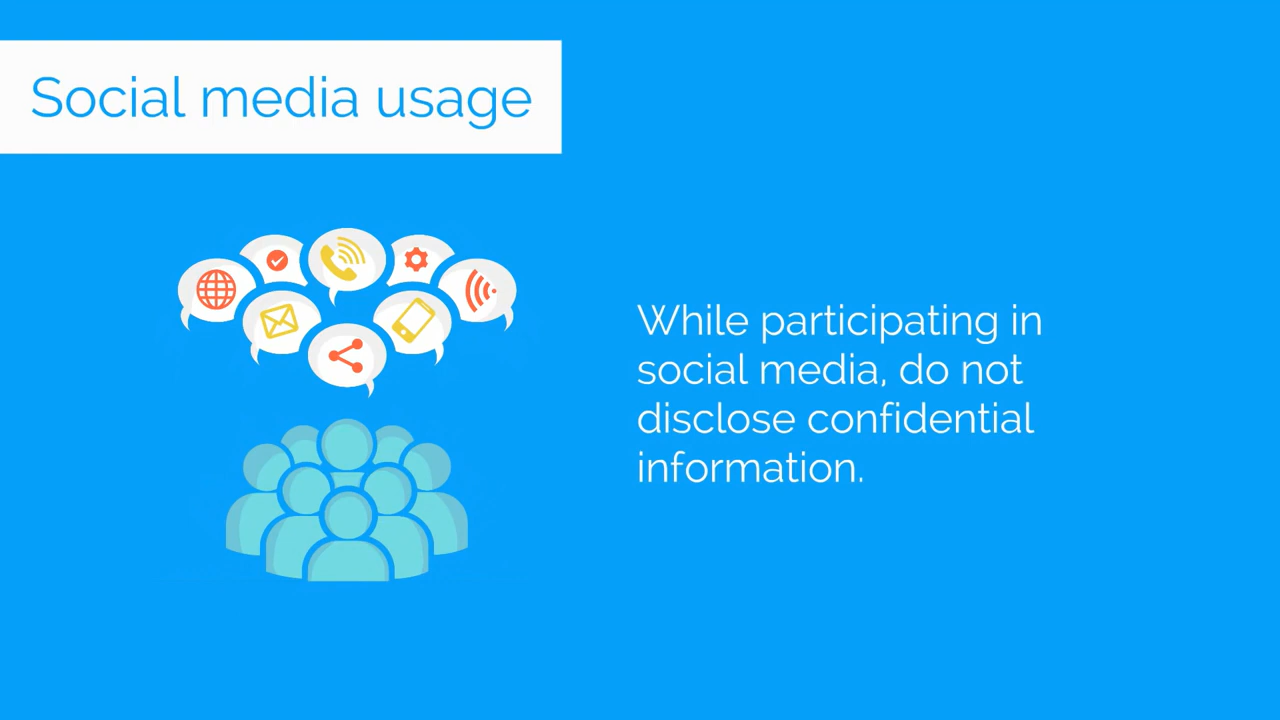 Social media usage
While participating in
social media, do not
disclose confidential
information.